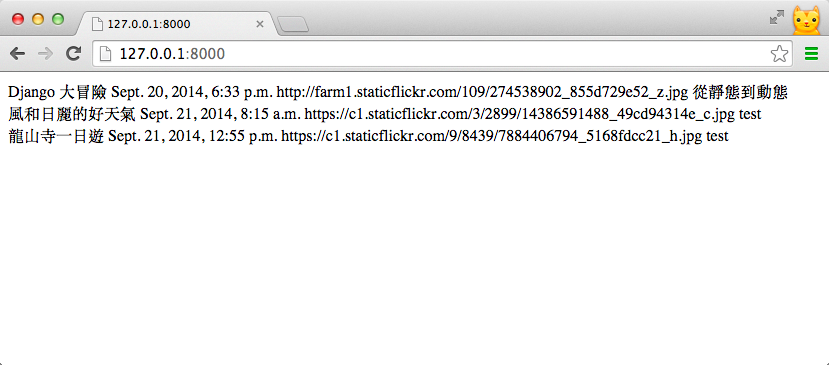 127.0.0.1:8000
127.0.0.1:8000
Django 大冒險 Sept. 20, 2014, 6:33 p.m. http://farm1.staticflickr.com/109/274538902_855d729e52_z.jpg 從靜態到動態
風和日麗的好天氣 Sept. 21, 2014, 8:15 a.m. https://c1.staticflickr.com/3/2899/14386591488_49cd94314e_c.jpg test
龍山寺一日遊 Sept. 21, 2014, 12:55 p.m. https://c1.staticflickr.com/9/8439/7884406794_5168fdcc21_h.jpg test